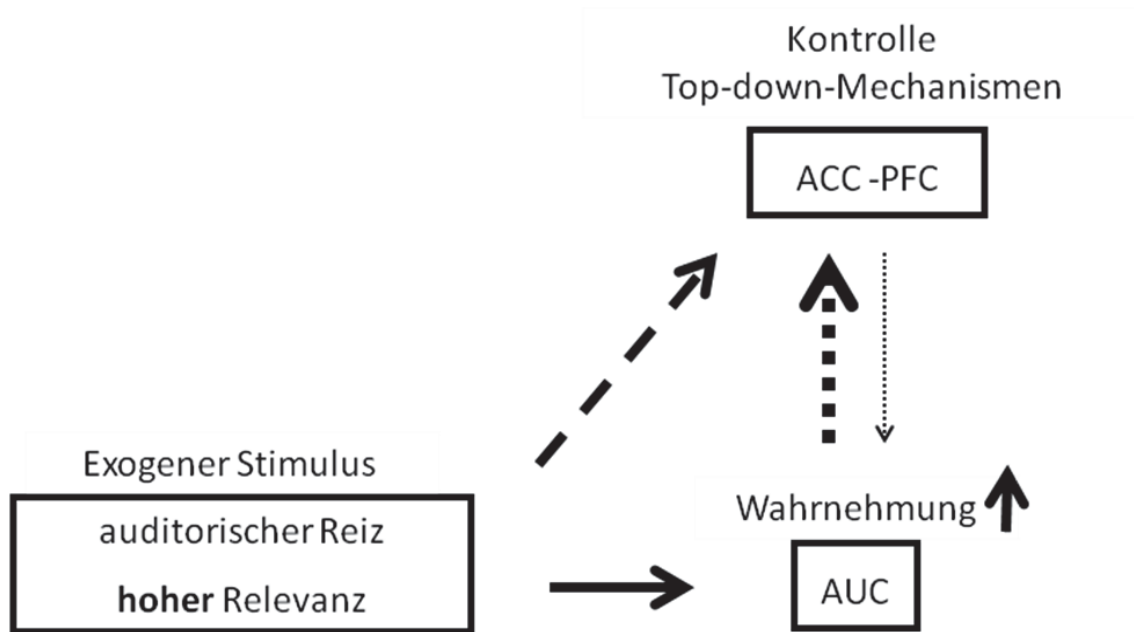 Kontrolle
Top-down-Mechanismen
ACC -PFC
Exogener Stimulus
auditorischer Reiz
hoher Relevanz
Wahrnehmung
AUC